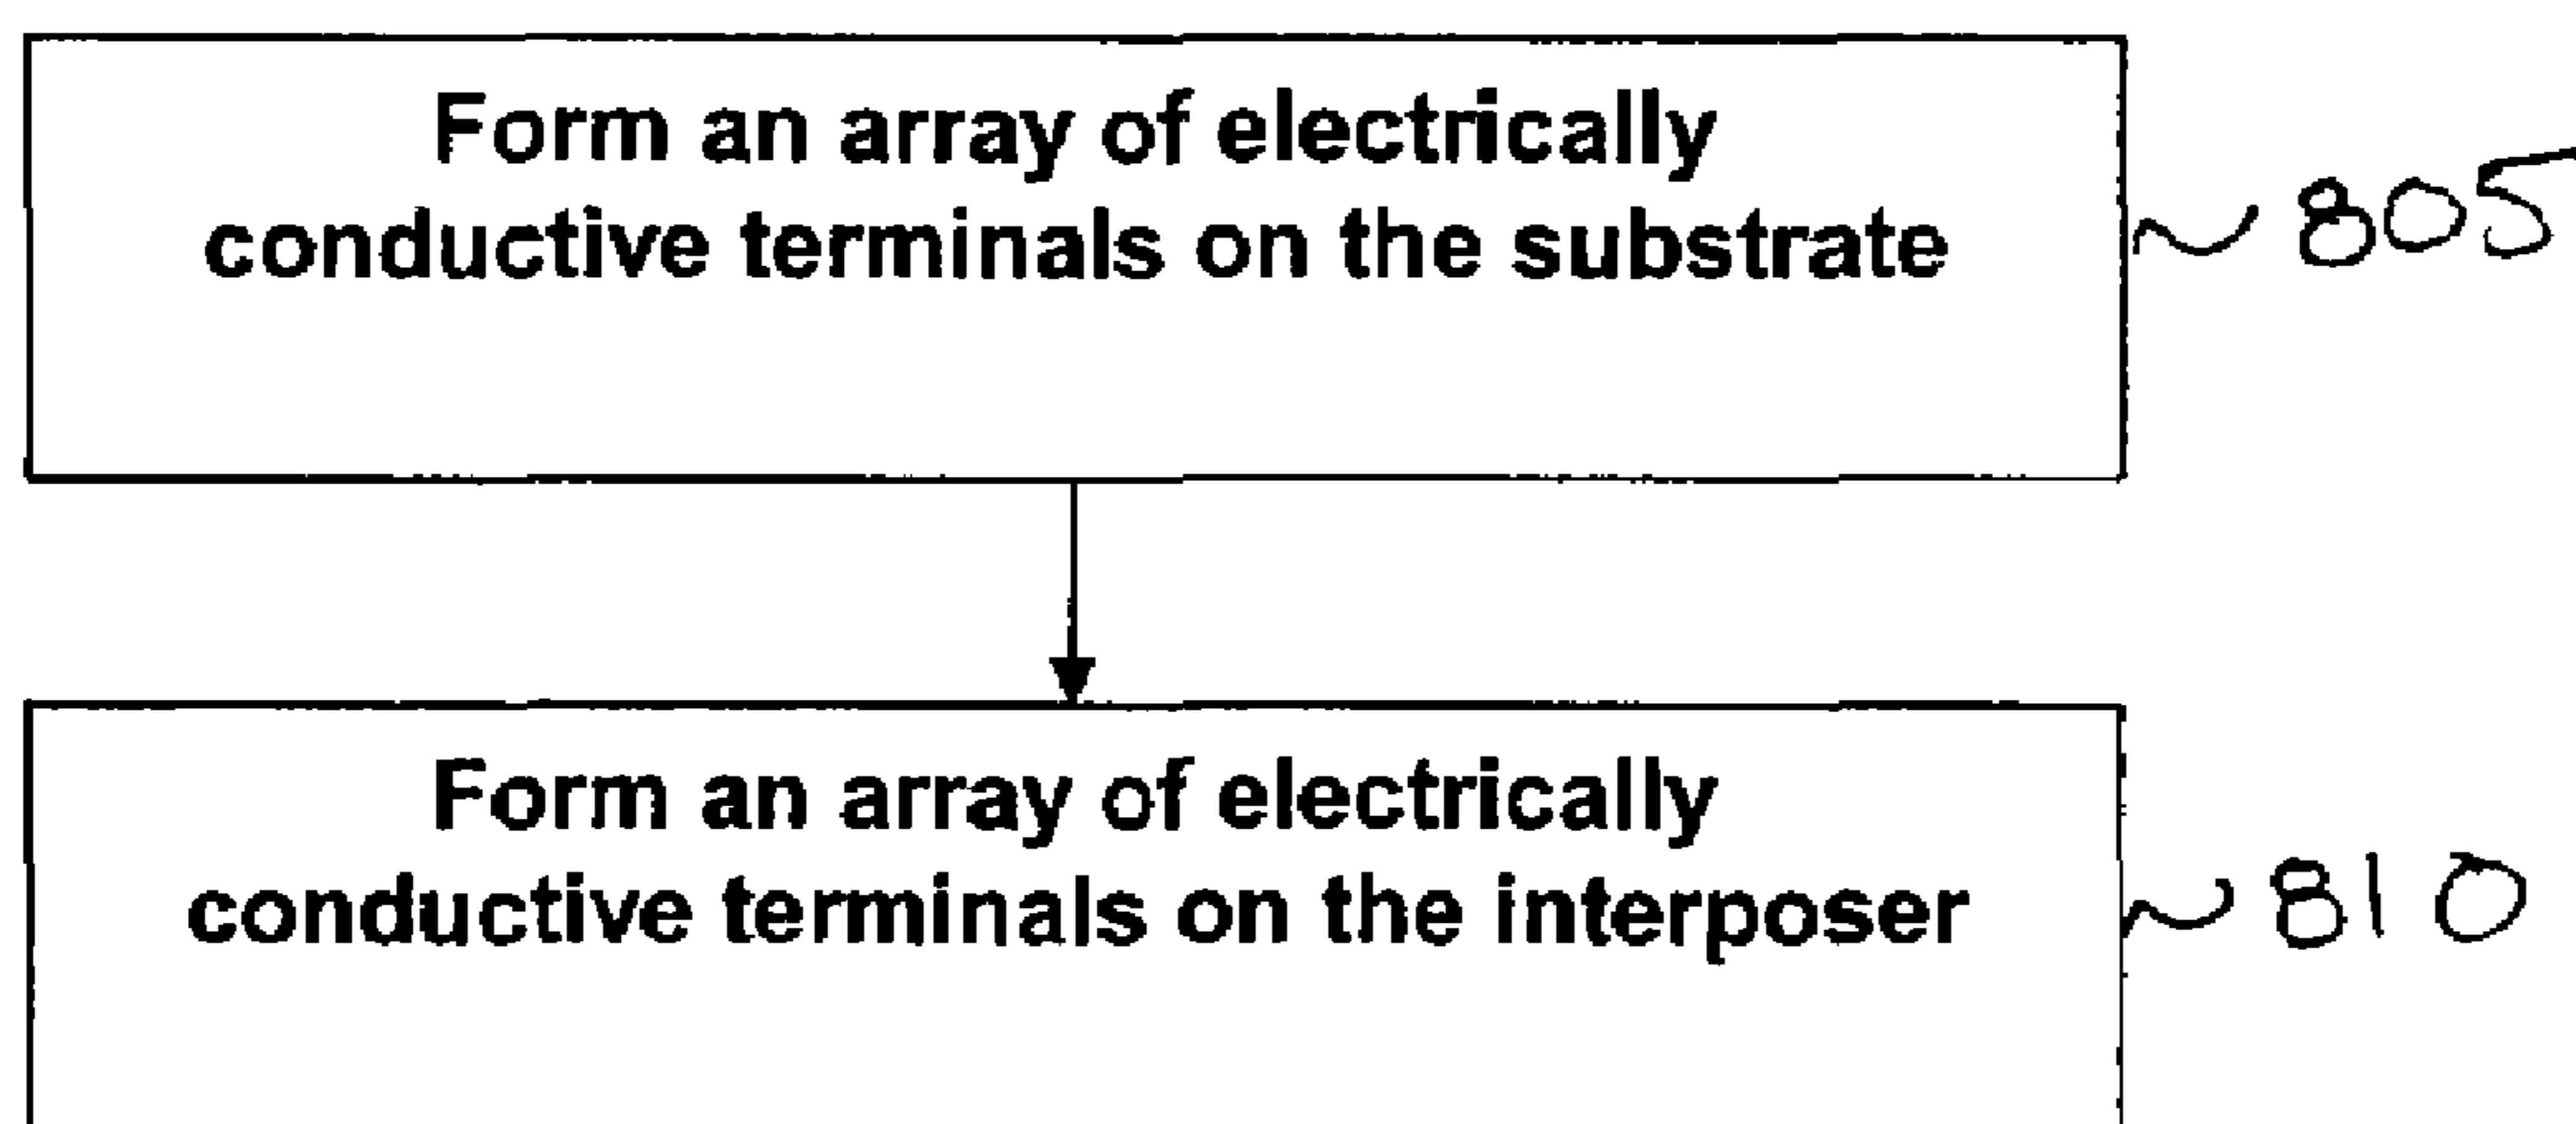 Form an array of electrically
conductive terminals on the substrate
805
Form an array of electrically
conductive terminals on the interposer
810